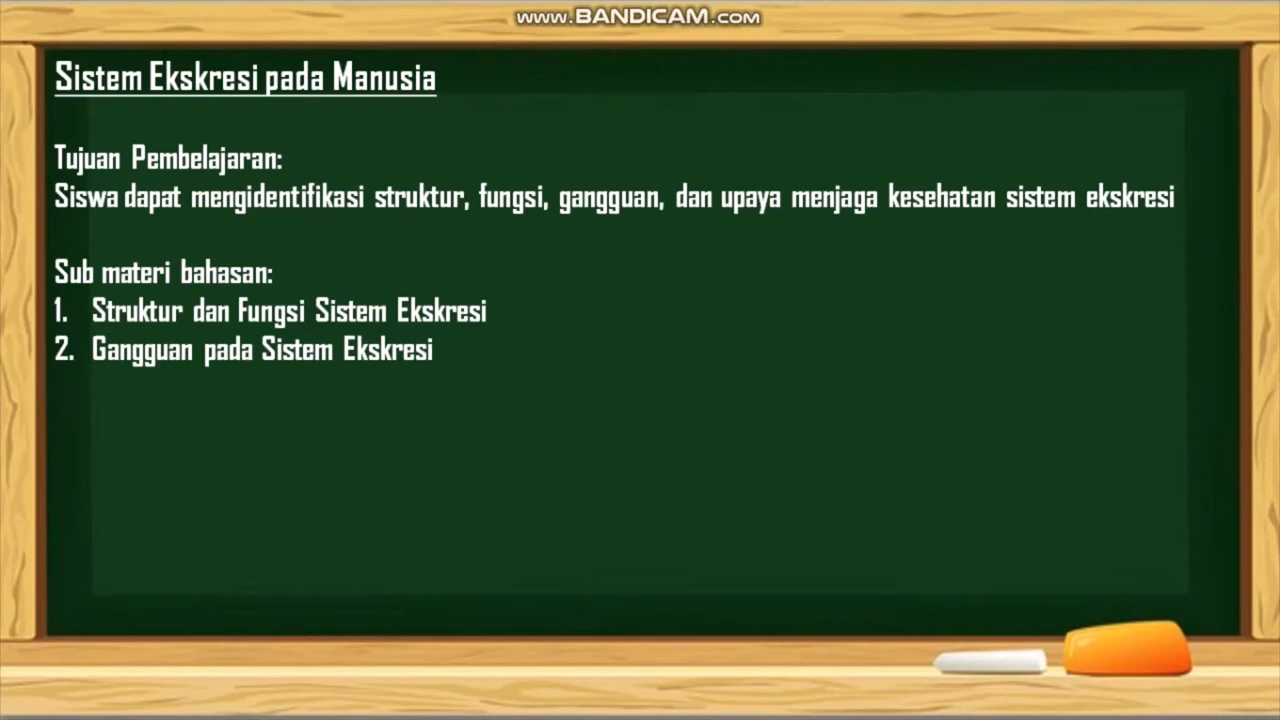 www.BANDICAM.com
Sistem Ekskresi pada Manusia
Tujuan Pembelajaran:
Siswa dapat mengidentifikasi struktur, fungsi, gangguan, dan upaya menjaga kesehatan sistem ekskresi
Sub materi bahasan:
1. Struktur dan Fungsi Sistem Ekskresi
2. Gangguan pada Sistem Ekskresi